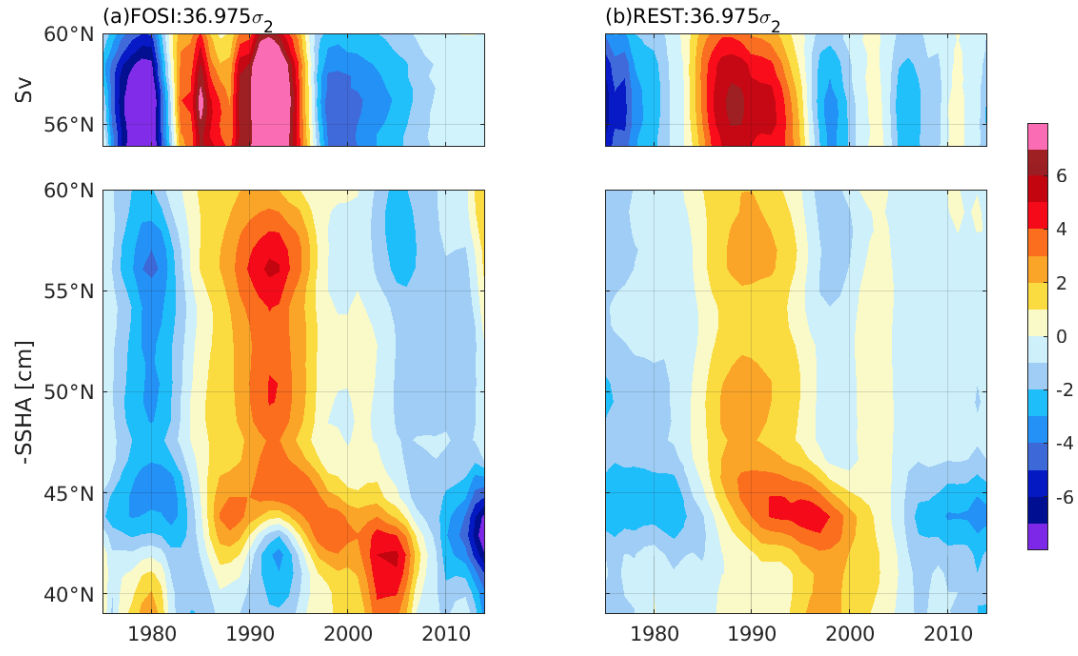 (a)FOSI:36.975σ₂
(b)REST:36.975σ₂
Sv
60°N
56°N
-SSHA [cm]
60°N
55°N
50°N
45°N
40°N
1980 1990 2000 2010
1980 1990 2000 2010
6
4
2
0
-2
-4
-6